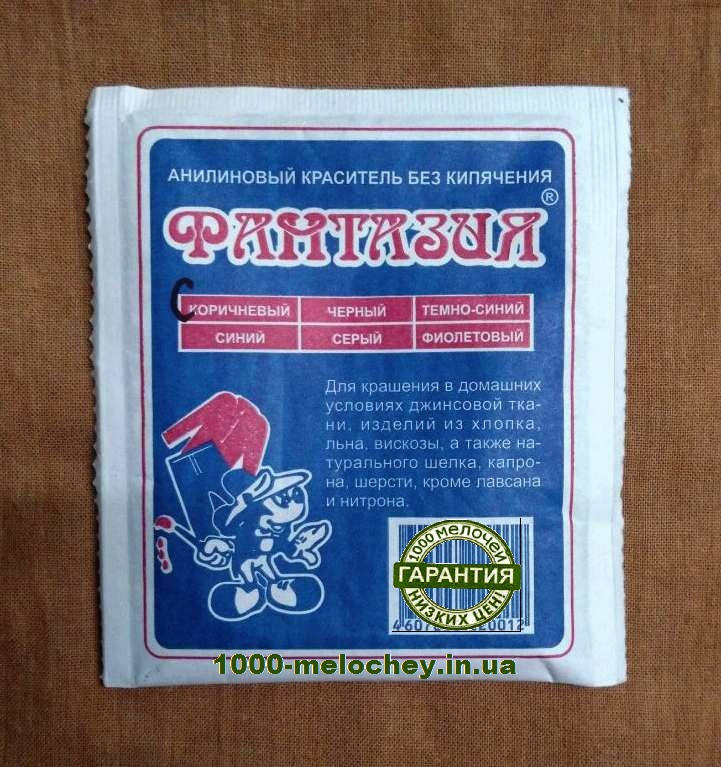 АНИЛИНОВЫЙ КРАСИТЕЛЬ БЕЗ КИПЯЧЕНИЯ
ФАНТАЗИЯ ®
С
КОРИЧНЕВЫЙ ЧЕРНЫЙ ТЕМНО-СИНИЙ
СИНИЙ СЕРЫЙ ФИОЛЕТОВЫЙ
Для крашения в домашних
условиях джинсовой тка-
ни, изделий из хлопка,
льна, вискозы, а также на-
турального шелка, капро-
на, шерсти, кроме лавсана
и нитрона.
1000 мелочей
ГАРАНТИЯ
НИЗКИХ ЦЕН!
1000-melochey.in.ua